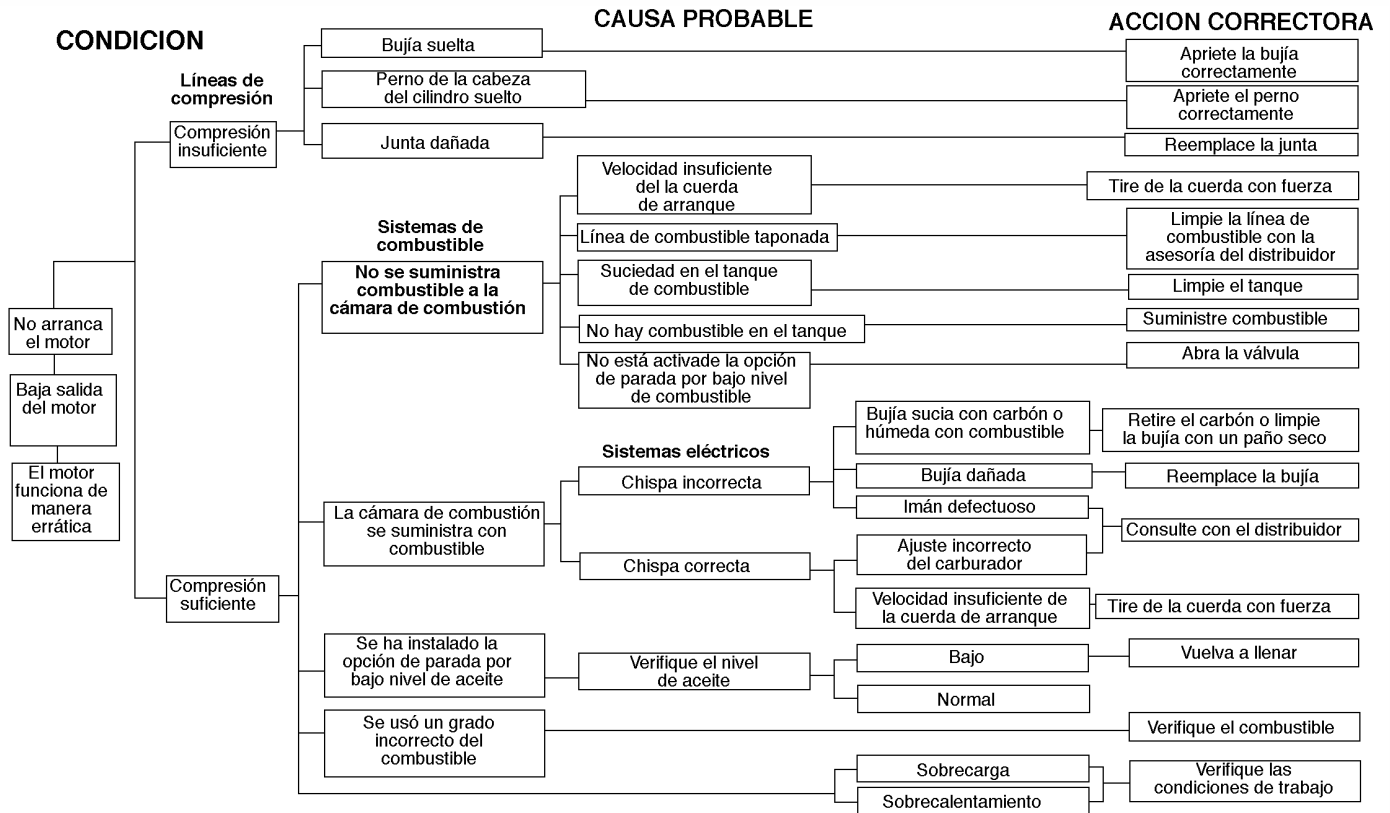 CONDICION
CAUSA PROBABLE
ACCION CORRECTORA
No arranca
el motor
Baja salida
del motor
El motor
funciona de
manera
errática
Líneas de
compresión
Compresión
insuficiente
Bujía suelta
Apriete la bujía
correctamente
Perno de la cabeza
del cilindro suelto
Apriete el perno
correctamente
Junta dañada
Reemplace la junta
Compresión
suficiente
Sistemas de
combustible
No se suministra
combustible a la
cámara de combustión
Velocidad insuficiente
del la cuerda
de arranque
Tire de la cuerda con fuerza
Línea de combustible taponada
Limpie la línea de
combustible con la
asesoría del distribuidor
Suciedad en el tanque
de combustible
Limpie el tanque
No hay combustible en el tanque
Suministre combustible
No está activade la opción
de parada por bajo nivel
de combustible
Abra la válvula
La cámara de combustión
se suministra con
combustible
Sistemas eléctricos
Chispa incorrecta
Bujía sucia con carbón o
húmeda con combustible
Retire el carbón o limpie
la bujía con un paño seco
Bujía dañada
Reemplace la bujía
Imán defectuoso
Consulte con el distribuidor
Chispa correcta
Ajuste incorrecto
del carburador
Velocidad insuficiente de
la cuerda de arranque
Tire de la cuerda con fuerza
Se ha instalado la
opción de parada por
bajo nivel de aceite
Verifique el nivel
de aceite
Bajo
Vuelva a llenar
Normal
Se usó un grado
incorrecto del
combustible
Verifique el combustible
Sobrecarga
Sobrecalentamiento
Verifique las
condiciones de trabajo